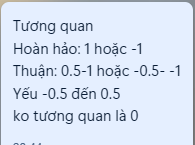 Tương quan
Hoàn hảo: 1 hoặc -1
Thuận: 0.5-1 hoặc -0.5- -1
Yếu -0.5 đến 0.5
ko tương quan là 0